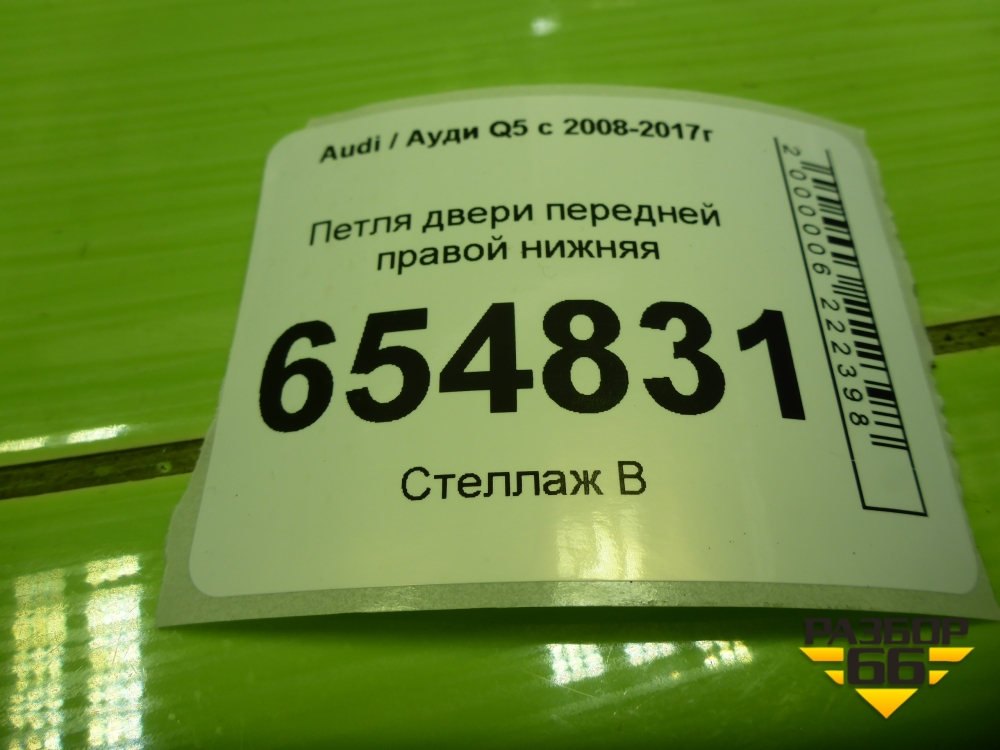 Audi / Ауди Q5 с 2008-2017г
Петля двери передней
правой нижняя
654831
Стеллаж В
2000006222398
РАЗБОР
66